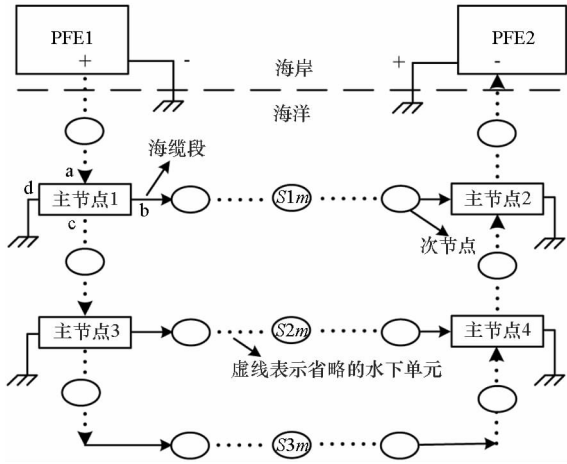 PFE1
PFE2
+
-
海岸
+
-
海洋
海缆段
a
d
主节点1
b
S1m
主节点2
c
次节点
主节点3
S2m
主节点4
虚线表示省略的水下单元
S3m